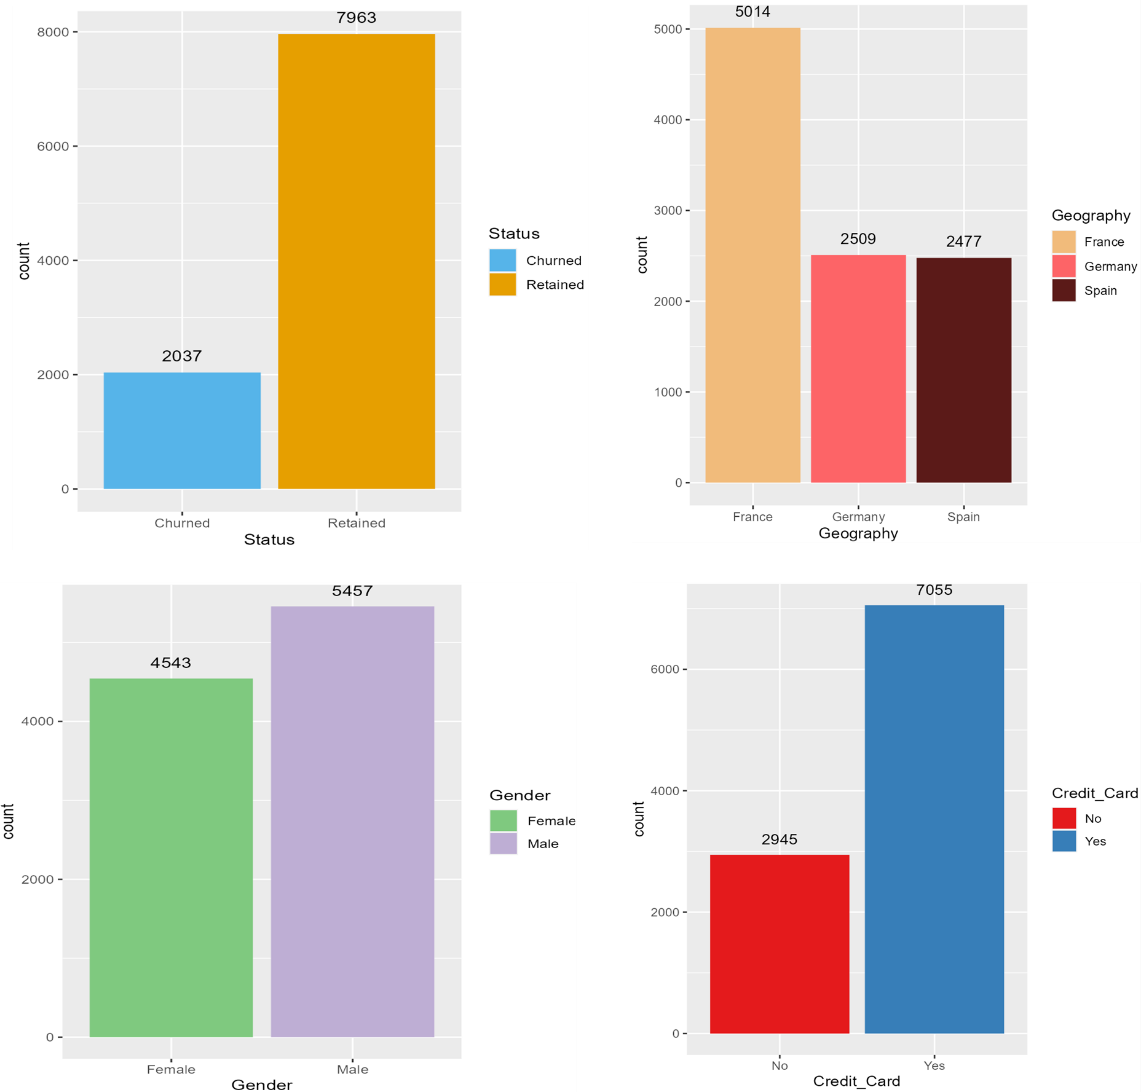 7963
8000
6000
4000
2000
0
2037
count
Churned
Retained
Status
Status
Churned
Retained
5014
5000
4000
3000
2000
1000
0
2509
2477
count
France
Germany
Spain
Geography
Geography
France
Germany
Spain
5457
4543
4000
2000
0
count
Female
Male
Gender
Gender
Female
Male
7055
6000
4000
2000
0
2945
count
No
Yes
Credit_Card
Credit_Card
No
Yes